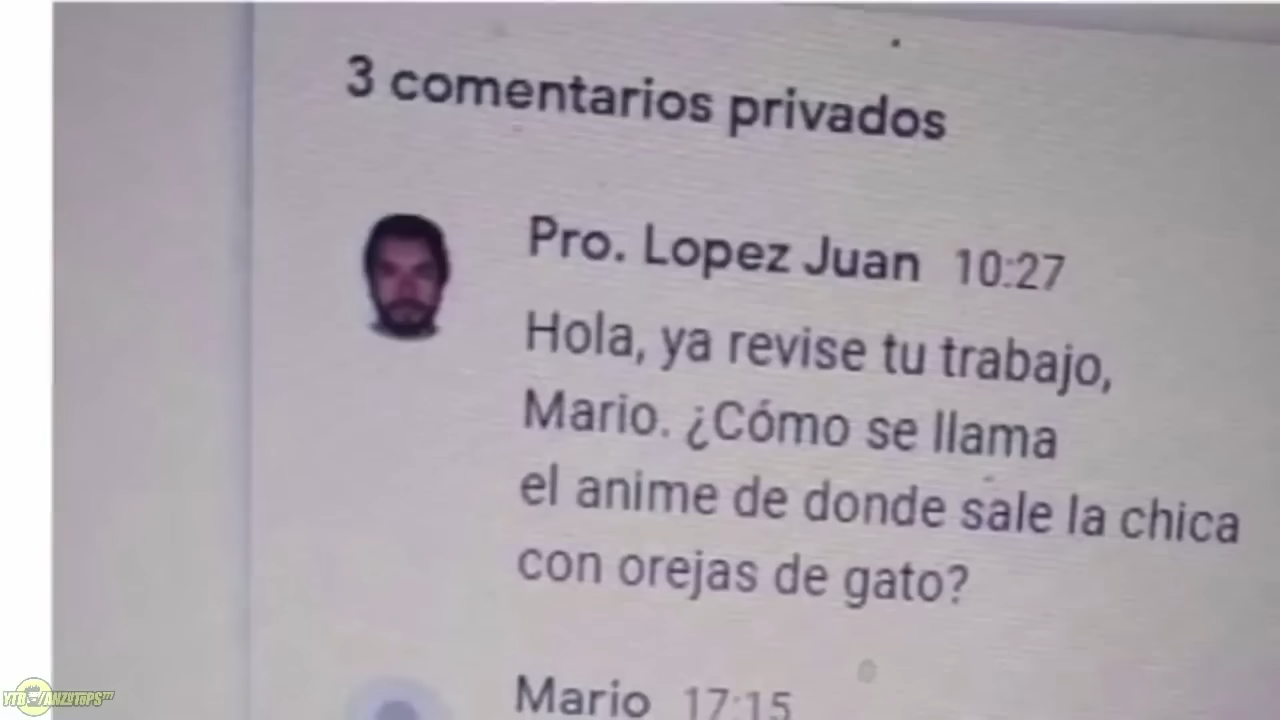 3 comentarios privados
Pro. Lopez Juan 10:27
Hola, ya revise tu trabajo,
Mario. ¿Cómo se llama
el anime de donde sale la chica
con orejas de gato?
Mario 17:15